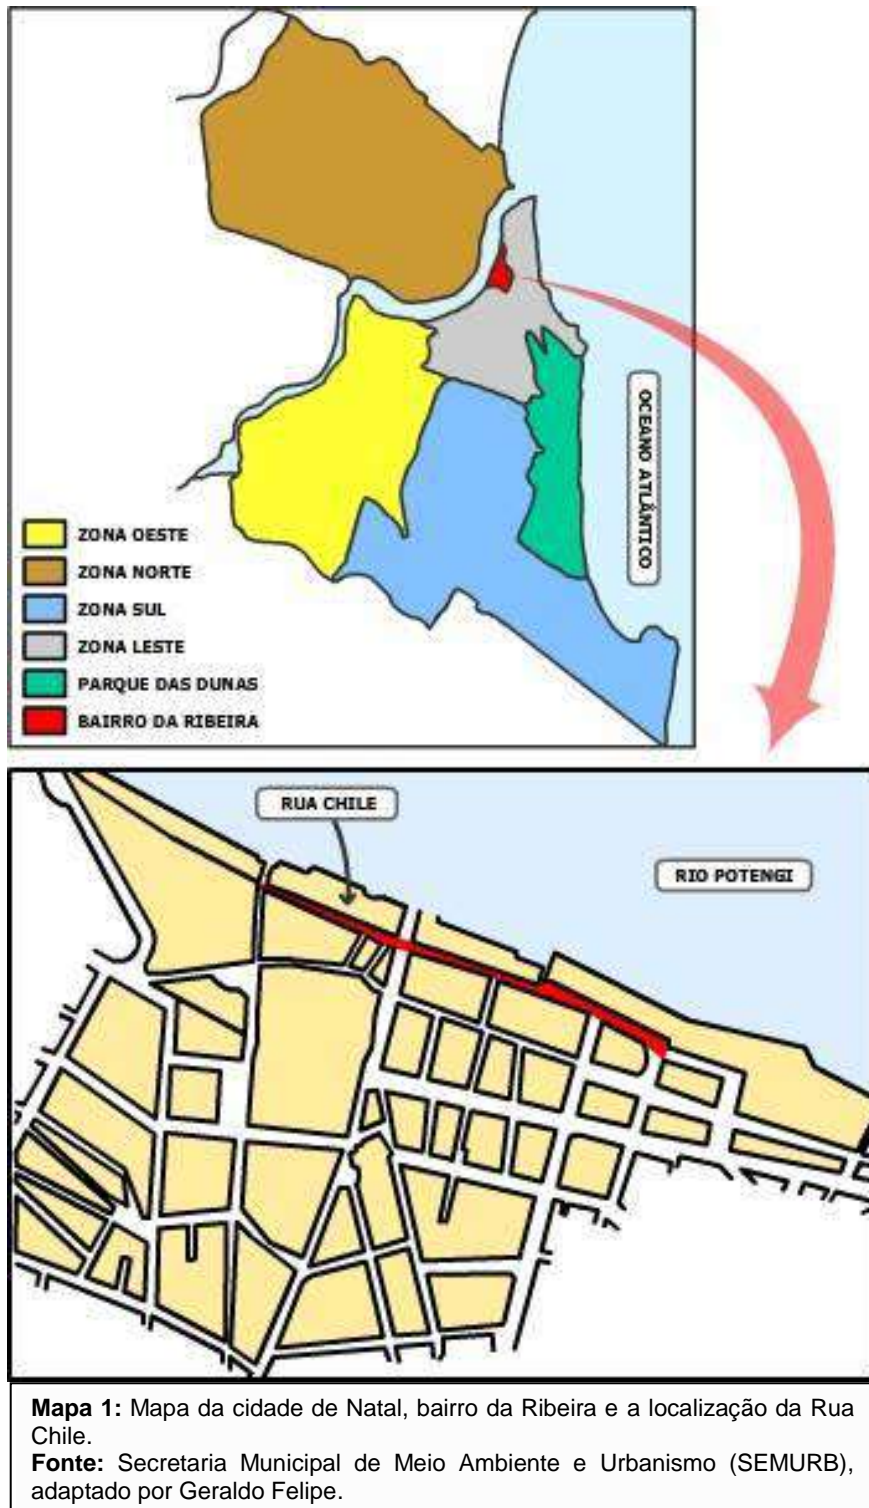 OCEANO ATLÂNTICO
ZONA OESTE
ZONA NORTE
ZONA SUL
ZONA LESTE
PARQUE DAS DUNAS
BAIRRO DA RIBEIRA
RUA CHILE
RIO POTENGI
Mapa 1: Mapa da cidade de Natal, bairro da Ribeira e a localização da Rua
Chile.
Fonte: Secretaria Municipal de Meio Ambiente e Urbanismo (SEMURB),
adaptado por Geraldo Felipe.